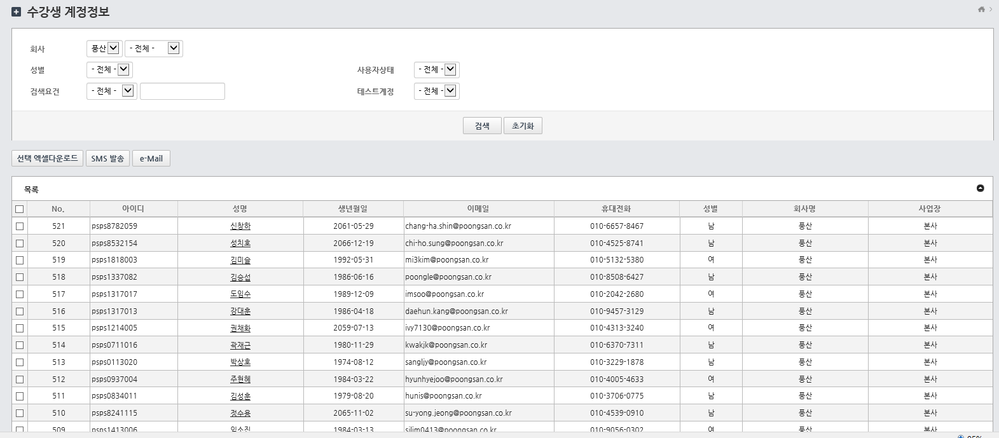 수강생 계정정보
회사 풍산 - 전체 -
성별 - 전체 - 사용자상태 - 전체 -
검색요건 - 전체 - 테스트계정 - 전체 -
검색 초기화
선택 엑셀다운로드 SMS 발송 e-Mail
목록
No. 아이디 성명 생년월일 이메일 휴대전화 성별 회사명 사업장
521 psps8782059 신창하 2061-05-29 chang-ha.shin@poongsan.co.kr 010-6657-8467 남 풍산 본사
520 psps8532154 성치호 2066-12-19 chi-ho.sung@poongsan.co.kr 010-4525-8741 남 풍산 본사
519 psps1818003 김미슬 1992-05-31 mi3kim@poongsan.co.kr 010-5132-5380 여 풍산 본사
518 psps1337082 김승섭 1986-06-16 poongle@poongsan.co.kr 010-8508-6427 남 풍산 본사
517 psps1317017 도임수 1989-12-09 imsoo@poongsan.co.kr 010-2042-2680 여 풍산 본사
516 psps1317013 강대훈 1986-04-18 daehun.kang@poongsan.co.kr 010-9457-3129 남 풍산 본사
515 psps1214005 권채화 2059-07-13 ivy7130@poongsan.co.kr 010-4313-3240 여 풍산 본사
514 psps0711016 곽재근 1980-11-29 kwakjk@poongsan.co.kr 010-6370-7311 남 풍산 본사
513 psps0113020 박상호 1974-08-12 sangljy@poongsan.co.kr 010-3229-1878 남 풍산 본사
512 psps0937004 주현혜 1984-03-22 hyunhyejoo@poongsan.co.kr 010-4005-4633 여 풍산 본사
511 psps0834011 김성훈 1979-08-20 hunis@poongsan.co.kr 010-3706-0775 남 풍산 본사
510 psps8241115 정수용 2065-11-02 su-yong.jeong@poongsan.co.kr 010-4539-0910 남 풍산 본사
509 psps1413006 임소진 1984-03-13 silim0413@poongsan.co.kr 010-9056-0302 여 풍산 본사